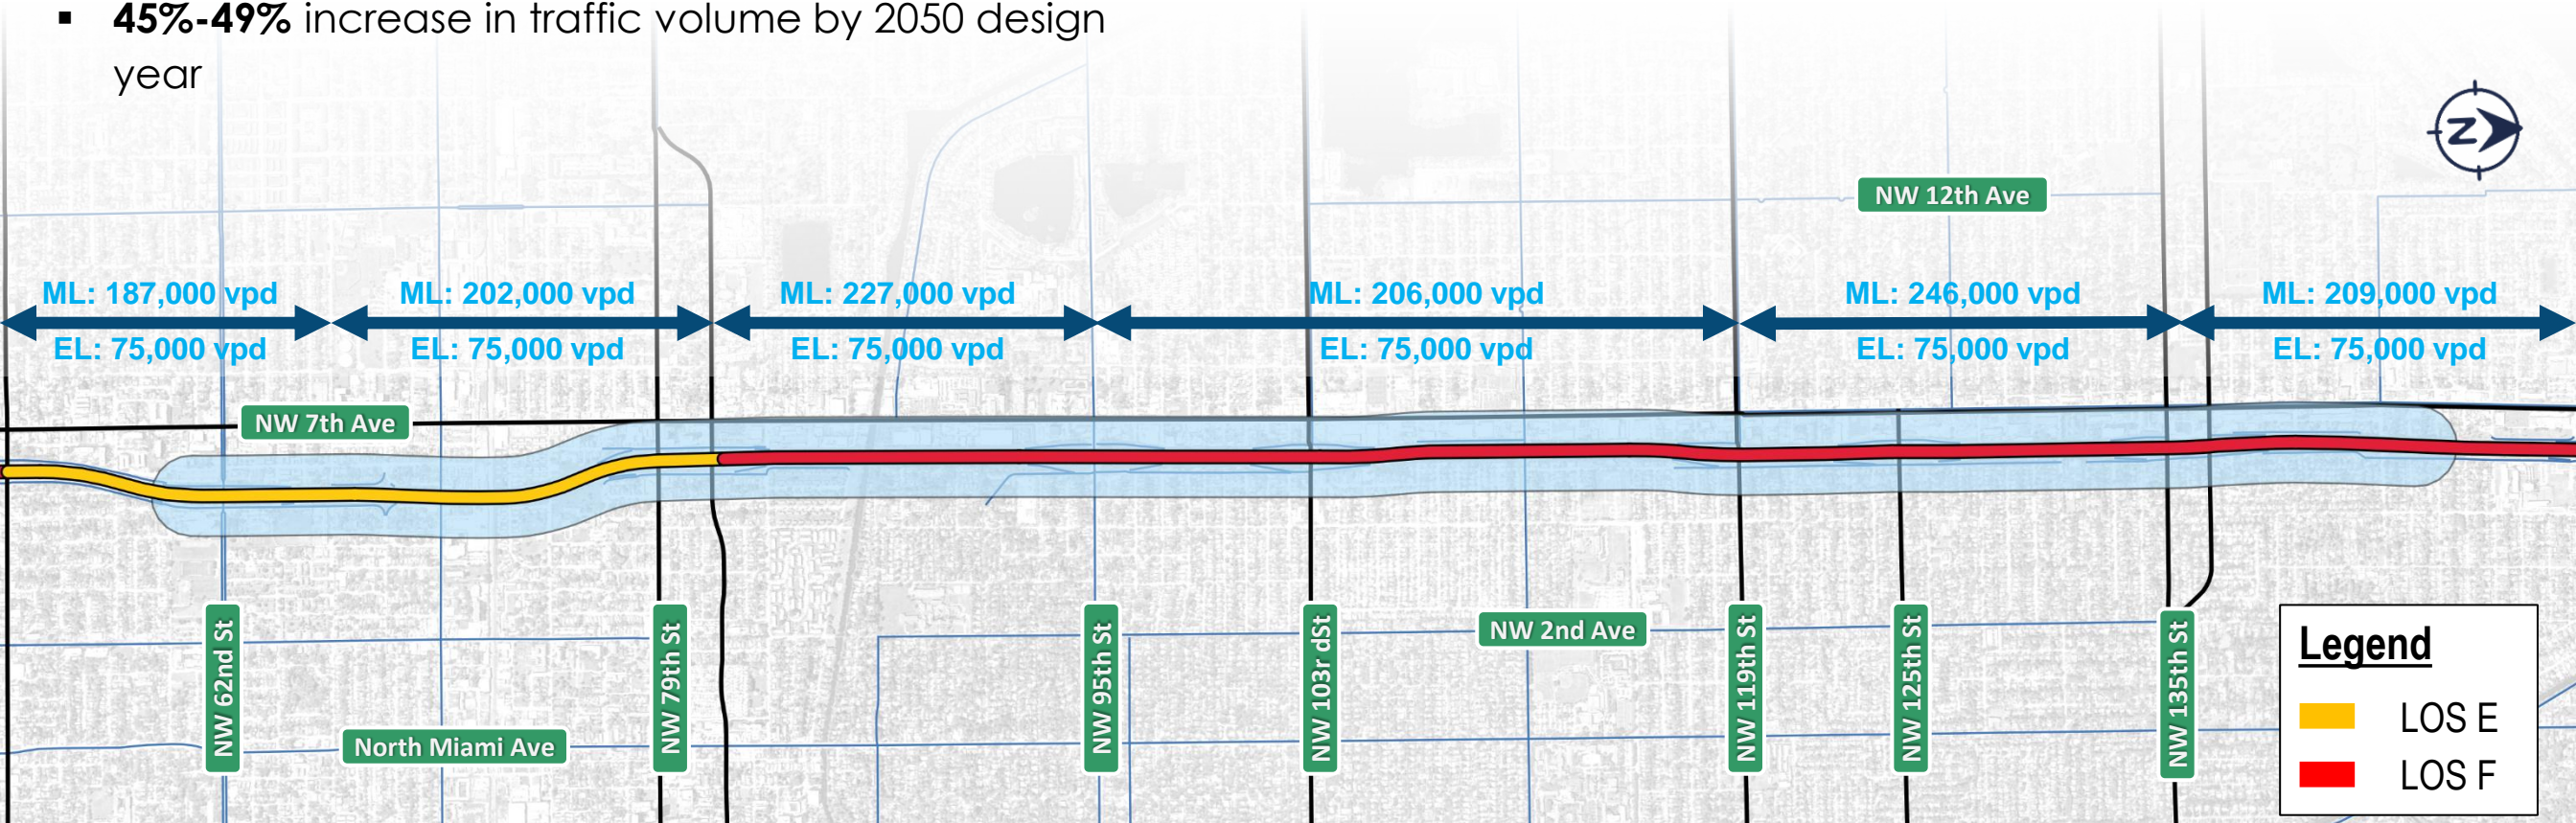 ▪ 45%-49% increase in traffic volume by 2050 design
year
Z
NW 12th Ave
ML: 187,000 vpd
EL: 75,000 vpd
ML: 202,000 vpd
EL: 75,000 vpd
ML: 227,000 vpd
EL: 75,000 vpd
ML: 206,000 vpd
EL: 75,000 vpd
ML: 246,000 vpd
EL: 75,000 vpd
ML: 209,000 vpd
EL: 75,000 vpd
NW 7th Ave
NW 62nd St
NW 79th St
NW 95th St
NW 103r dSt
NW 2nd Ave
NW 119th St
NW 125th St
NW 135th St
North Miami Ave
Legend
LOS E
LOS F